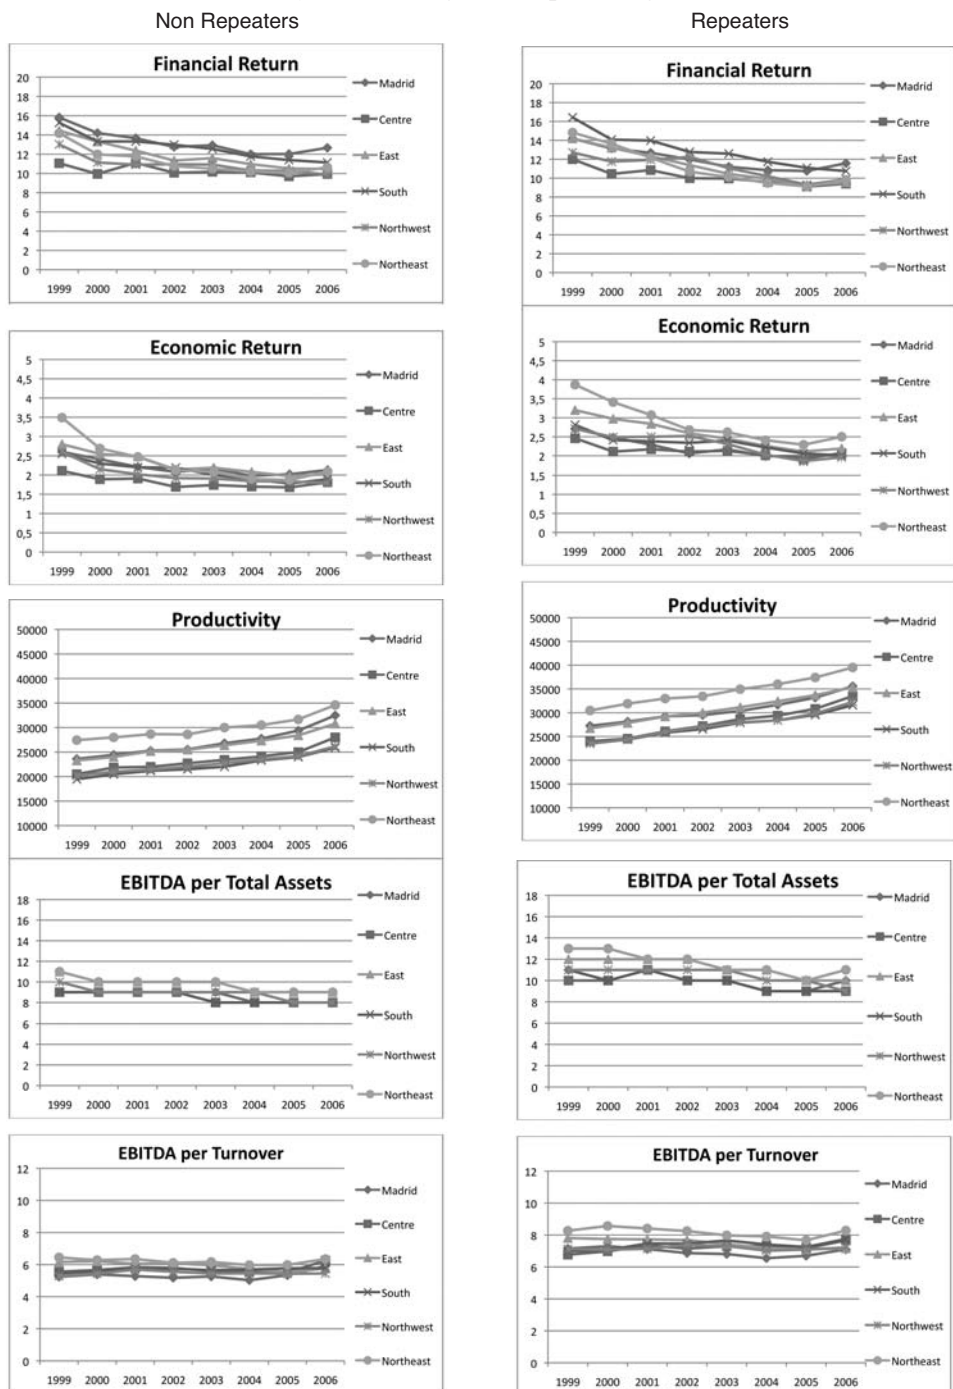 Non Repeaters
Repeaters
Financial Return
20
18
16
14
12
10
8
6
4
2
0
1999 2000 2001 2002 2003 2004 2005 2006
Madrid
Centre
East
South
Northwest
Northeast
Financial Return
20
18
16
14
12
10
8
6
4
2
0
1999 2000 2001 2002 2003 2004 2005 2006
Madrid
Centre
East
South
Northwest
Northeast
Economic Return
5
4,5
4
3,5
3
2,5
2
1,5
1
0,5
0
1999 2000 2001 2002 2003 2004 2005 2006
Madrid
Centre
East
South
Northwest
Northeast
Economic Return
5
4,5
4
3,5
3
2,5
2
1,5
1
0,5
0
1999 2000 2001 2002 2003 2004 2005 2006
Madrid
Centre
East
South
Northwest
Northeast
Productivity
50000
45000
40000
35000
30000
25000
20000
15000
10000
1999 2000 2001 2002 2003 2004 2005 2006
Madrid
Centre
East
South
Northwest
Northeast
Productivity
50000
45000
40000
35000
30000
25000
20000
15000
10000
1999 2000 2001 2002 2003 2004 2005 2006
Madrid
Centre
East
South
Northwest
Northeast
EBITDA per Total Assets
18
16
14
12
10
8
6
4
2
0
1999 2000 2001 2002 2003 2004 2005 2006
Madrid
Centre
East
South
Northwest
Northeast
EBITDA per Total Assets
18
16
14
12
10
8
6
4
2
0
1999 2000 2001 2002 2003 2004 2005 2006
Madrid
Centre
East
South
Northwest
Northeast
EBITDA per Turnover
12
10
8
6
4
2
0
1999 2000 2001 2002 2003 2004 2005 2006
Madrid
Centre
East
South
Northwest
Northeast
EBITDA per Turnover
12
10
8
6
4
2
0
1999 2000 2001 2002 2003 2004 2005 2006
Madrid
Centre
East
South
Northwest
Northeast